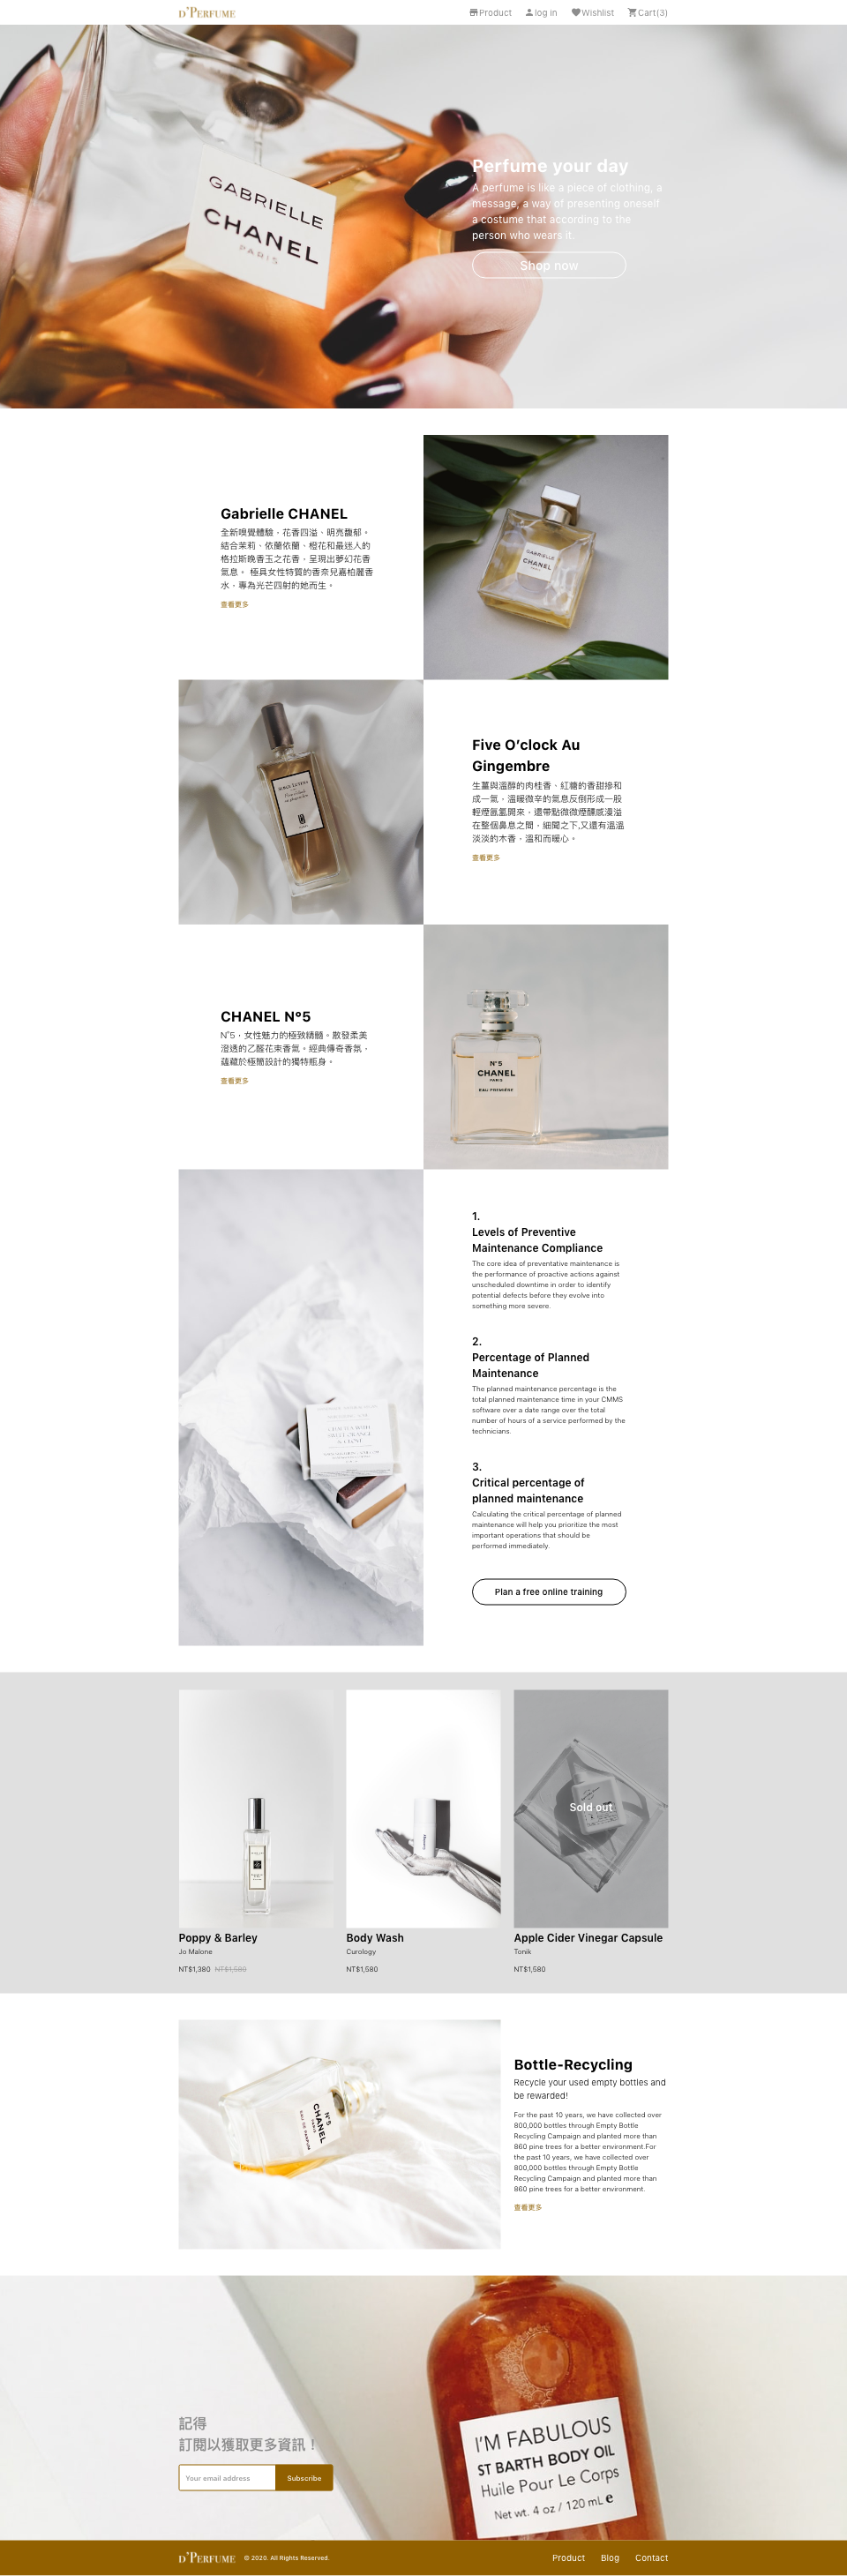 D'PERFUME
Product
log in
Wishlist
Cart(3)
GABRIELLE
CHANEL
PARIS
Perfume your day
A perfume is like a piece of clothing, a
message, a way of presenting oneself
a costume that according to the
person who wears it.
Shop now
Gabrielle CHANEL
全新嗅覺體驗，花香四溢、明亮馥郁。
結合茉莉、依蘭依蘭、橙花和最迷人的
格拉斯晚香玉之花香，呈現出夢幻花香
氣息。 極具女性特質的香奈兒嘉柏麗香
水，專為光芒四射的她而生。
查看更多
GABRIELLE
CHANEL
PARIS
Five O'clock Au
Gingembre
生薑與溫醇的肉桂香、紅糖的香甜摻和
成一氣，溫暖微辛的氣息反倒形成一股
輕煙氤氳開來，還帶點微微煙醺感漫溢
在整個鼻息之間，細聞之下,又還有溫溫
淡淡的木香，溫和而暖心。
查看更多
SERGE LUTENS
CHANEL Nº5
N°5，女性魅力的極致精髓。散發柔美
澄透的乙醛花束香氣。經典傳奇香氛，
蘊藏於極簡設計的獨特瓶身。
查看更多
N°5
CHANEL
PARIS
EAU PREMIÈRE
1.
Levels of Preventive
Maintenance Compliance
The core idea of preventative maintenance is
the performance of proactive actions against
unscheduled downtime in order to identify
potential defects before they evolve into
something more severe.
2.
Percentage of Planned
Maintenance
The planned maintenance percentage is the
total planned maintenance time in your CMMS
software over a date range over the total
number of hours of a service performed by the
technicians.
3.
Critical percentage of
planned maintenance
Calculating the critical percentage of planned
maintenance will help you prioritize the most
important operations that should be
performed immediately.
Plan a free online training
Sold out
Poppy & Barley
Jo Malone
NT$1,380 NT$1,580
Body Wash
Curology
NT$1,580
Apple Cider Vinegar Capsule
Tonik
NT$1,580
N°5
CHANEL
PARIS
EAU DE PARFUM
Bottle-Recycling
Recycle your used empty bottles and
be rewarded!
For the past 10 years, we have collected over
800,000 bottles through Empty Bottle
Recycling Campaign and planted more than
860 pine trees for a better environment.For
the past 10 years, we have collected over
800,000 bottles through Empty Bottle
Recycling Campaign and planted more than
860 pine trees for a better environment.
查看更多
記得
訂閱以獲取更多資訊！
Your email address
Subscribe
I'M FABULOUS
ST BARTH BODY OIL
Huile Pour Le Corps
Net wt. 4 oz / 120 mL e
D'PERFUME
© 2020. All Rights Reserved.
Product
Blog
Contact